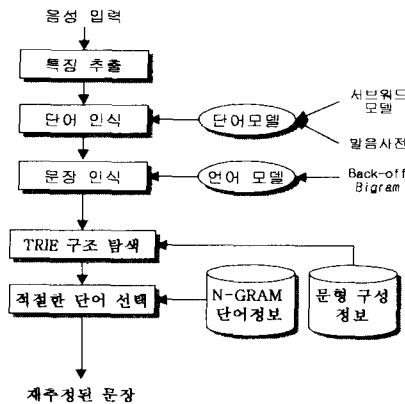 음성 입력
특징 추출
단어 인식
단어모델
서브워드
모델
발음사전
문장 인식
언어 모델
Back-off
Bigram
TRIE 구조 탐색
적절한 단어 선택
N-GRAM
단어정보
문형 구성
정보
재추정된 문장